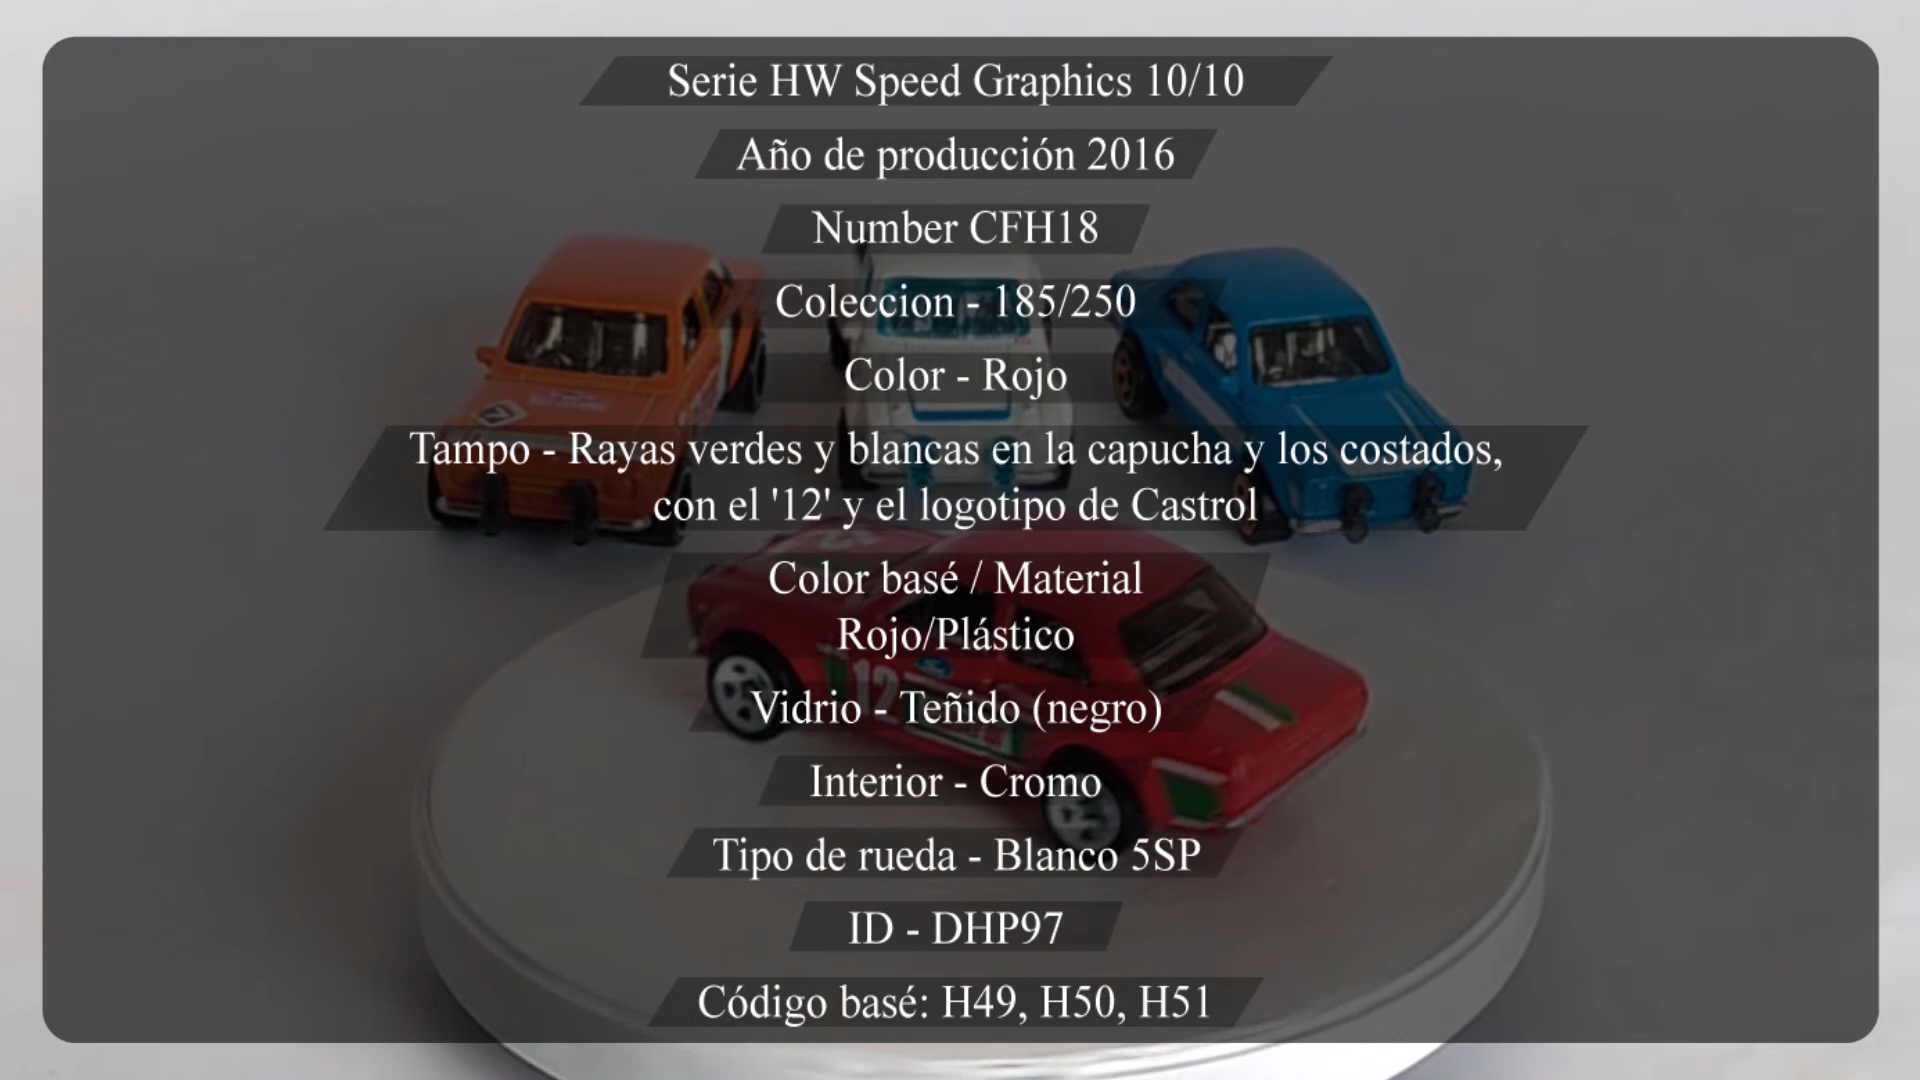 Serie HW Speed Graphics 10/10
Año de producción 2016
Number CFH18
Coleccion - 185/250
Color - Rojo
Tampo - Rayas verdes y blancas en la capucha y los costados,
con el '12' y el logotipo de Castrol
Color basé / Material
Rojo/Plástico
12
Vidrio - Teñido (negro)
Interior - Cromo
Tipo de rueda - Blanco 5SP
ID - DHP97
Código basé: H49, H50, H51